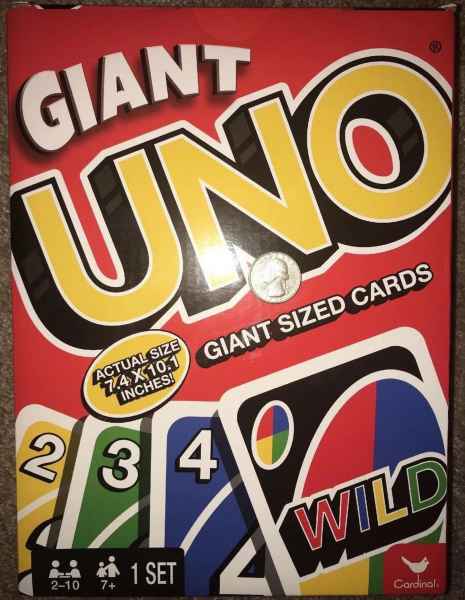 GIANT
UNO®
GIANT SIZED CARDS
ACTUAL SIZE
7.4 X 10.1
INCHES!
2
3
4
WILD
2-10
7+
1 SET
Cardinal®